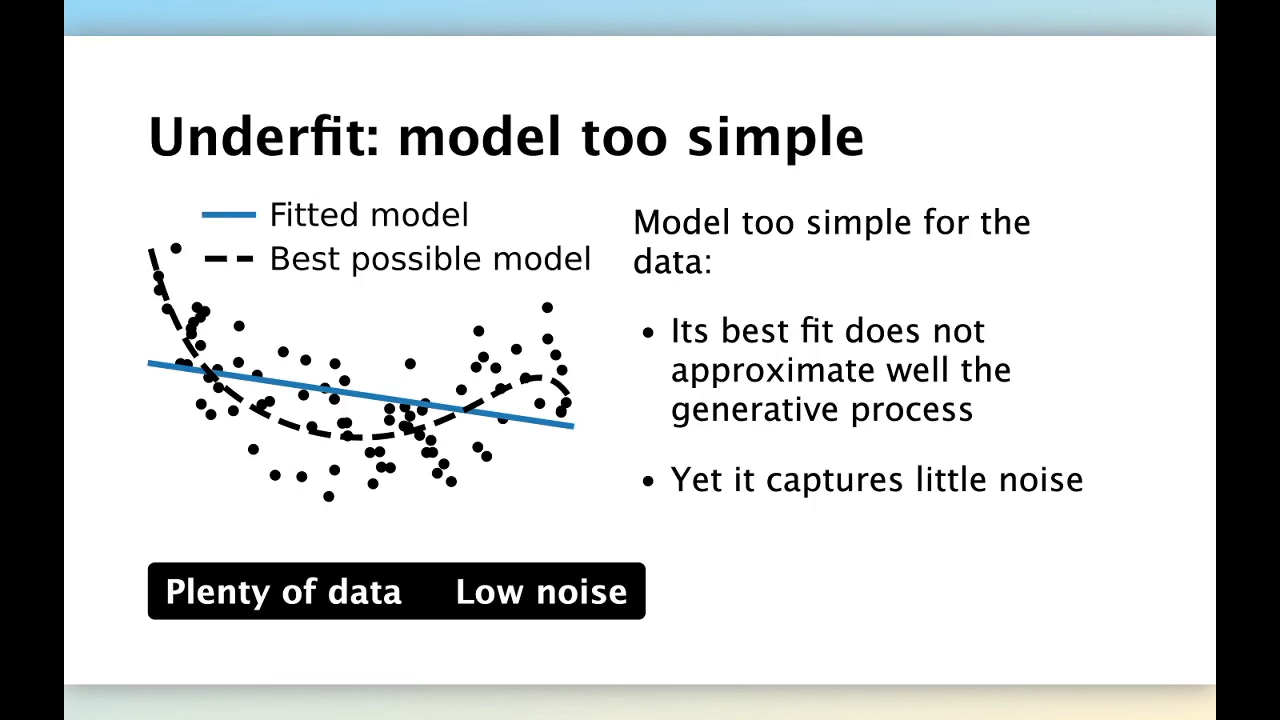 Underfit: model too simple
Fitted model
Best possible model
Model too simple for the
data:
• Its best fit does not
approximate well the
generative process
• Yet it captures little noise
Plenty of data Low noise